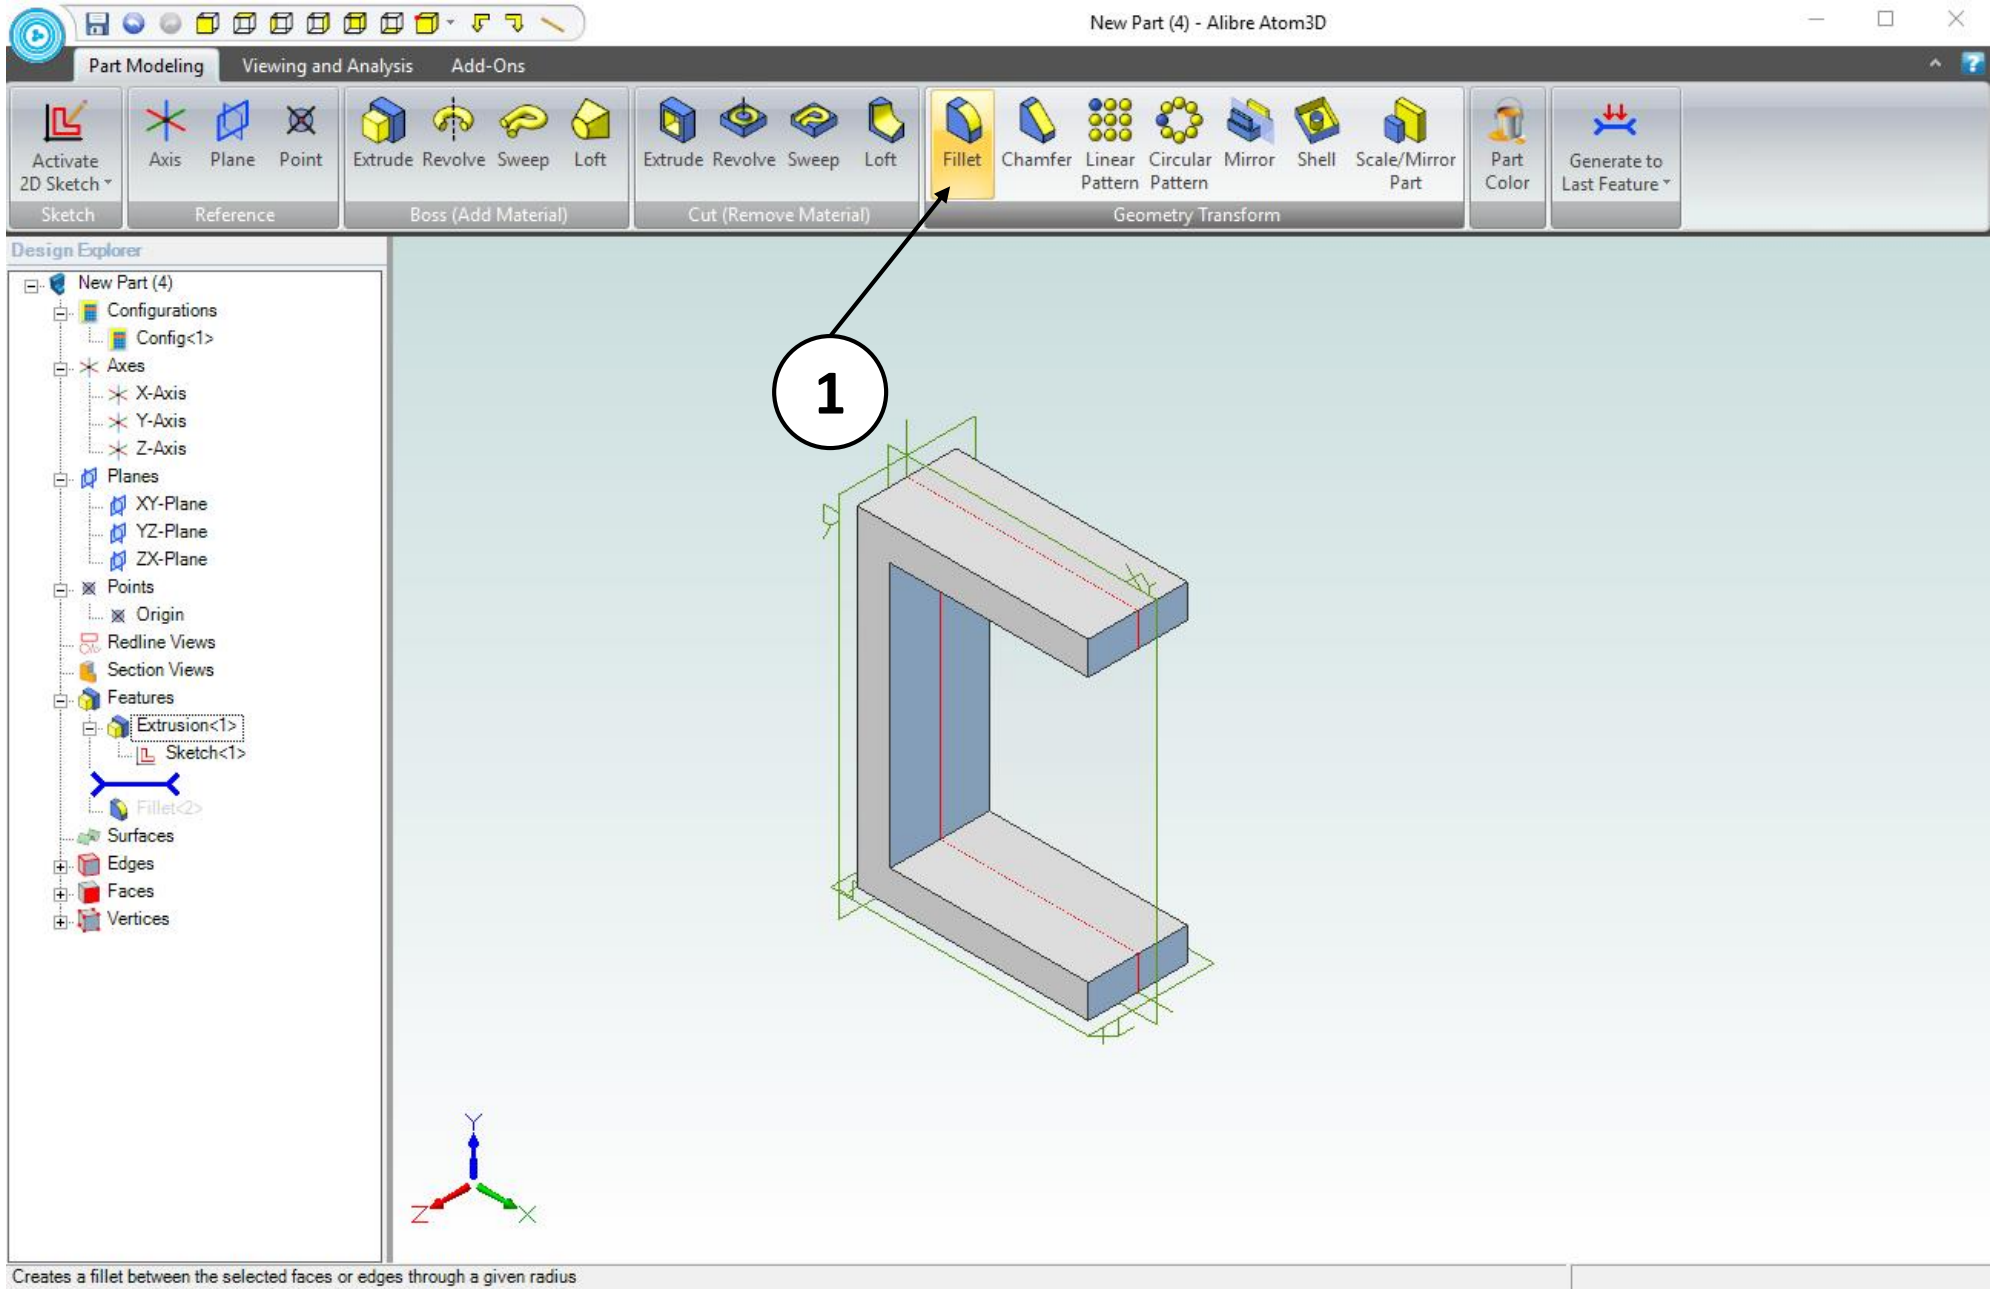 New Part (4) - Alibre Atom3D
Part Modeling Viewing and Analysis Add-Ons
Activate 2D Sketch
Axis Plane Point
Extrude Revolve Sweep Loft
Extrude Revolve Sweep Loft
Fillet Chamfer Linear Pattern Circular Pattern Mirror Shell Scale/Mirror Part
Part Color
Generate to Last Feature
Sketch Reference Boss (Add Material) Cut (Remove Material) Geometry Transform
Design Explorer
New Part (4)
Configurations
Config<1>
Axes
X-Axis
Y-Axis
Z-Axis
Planes
XY-Plane
YZ-Plane
ZX-Plane
Points
Origin
Redline Views
Section Views
Features
Extrusion<1>
Sketch<1>
Fillet<2>
Surfaces
Edges
Faces
Vertices
1
XY
Y
Z
X
Creates a fillet between the selected faces or edges through a given radius